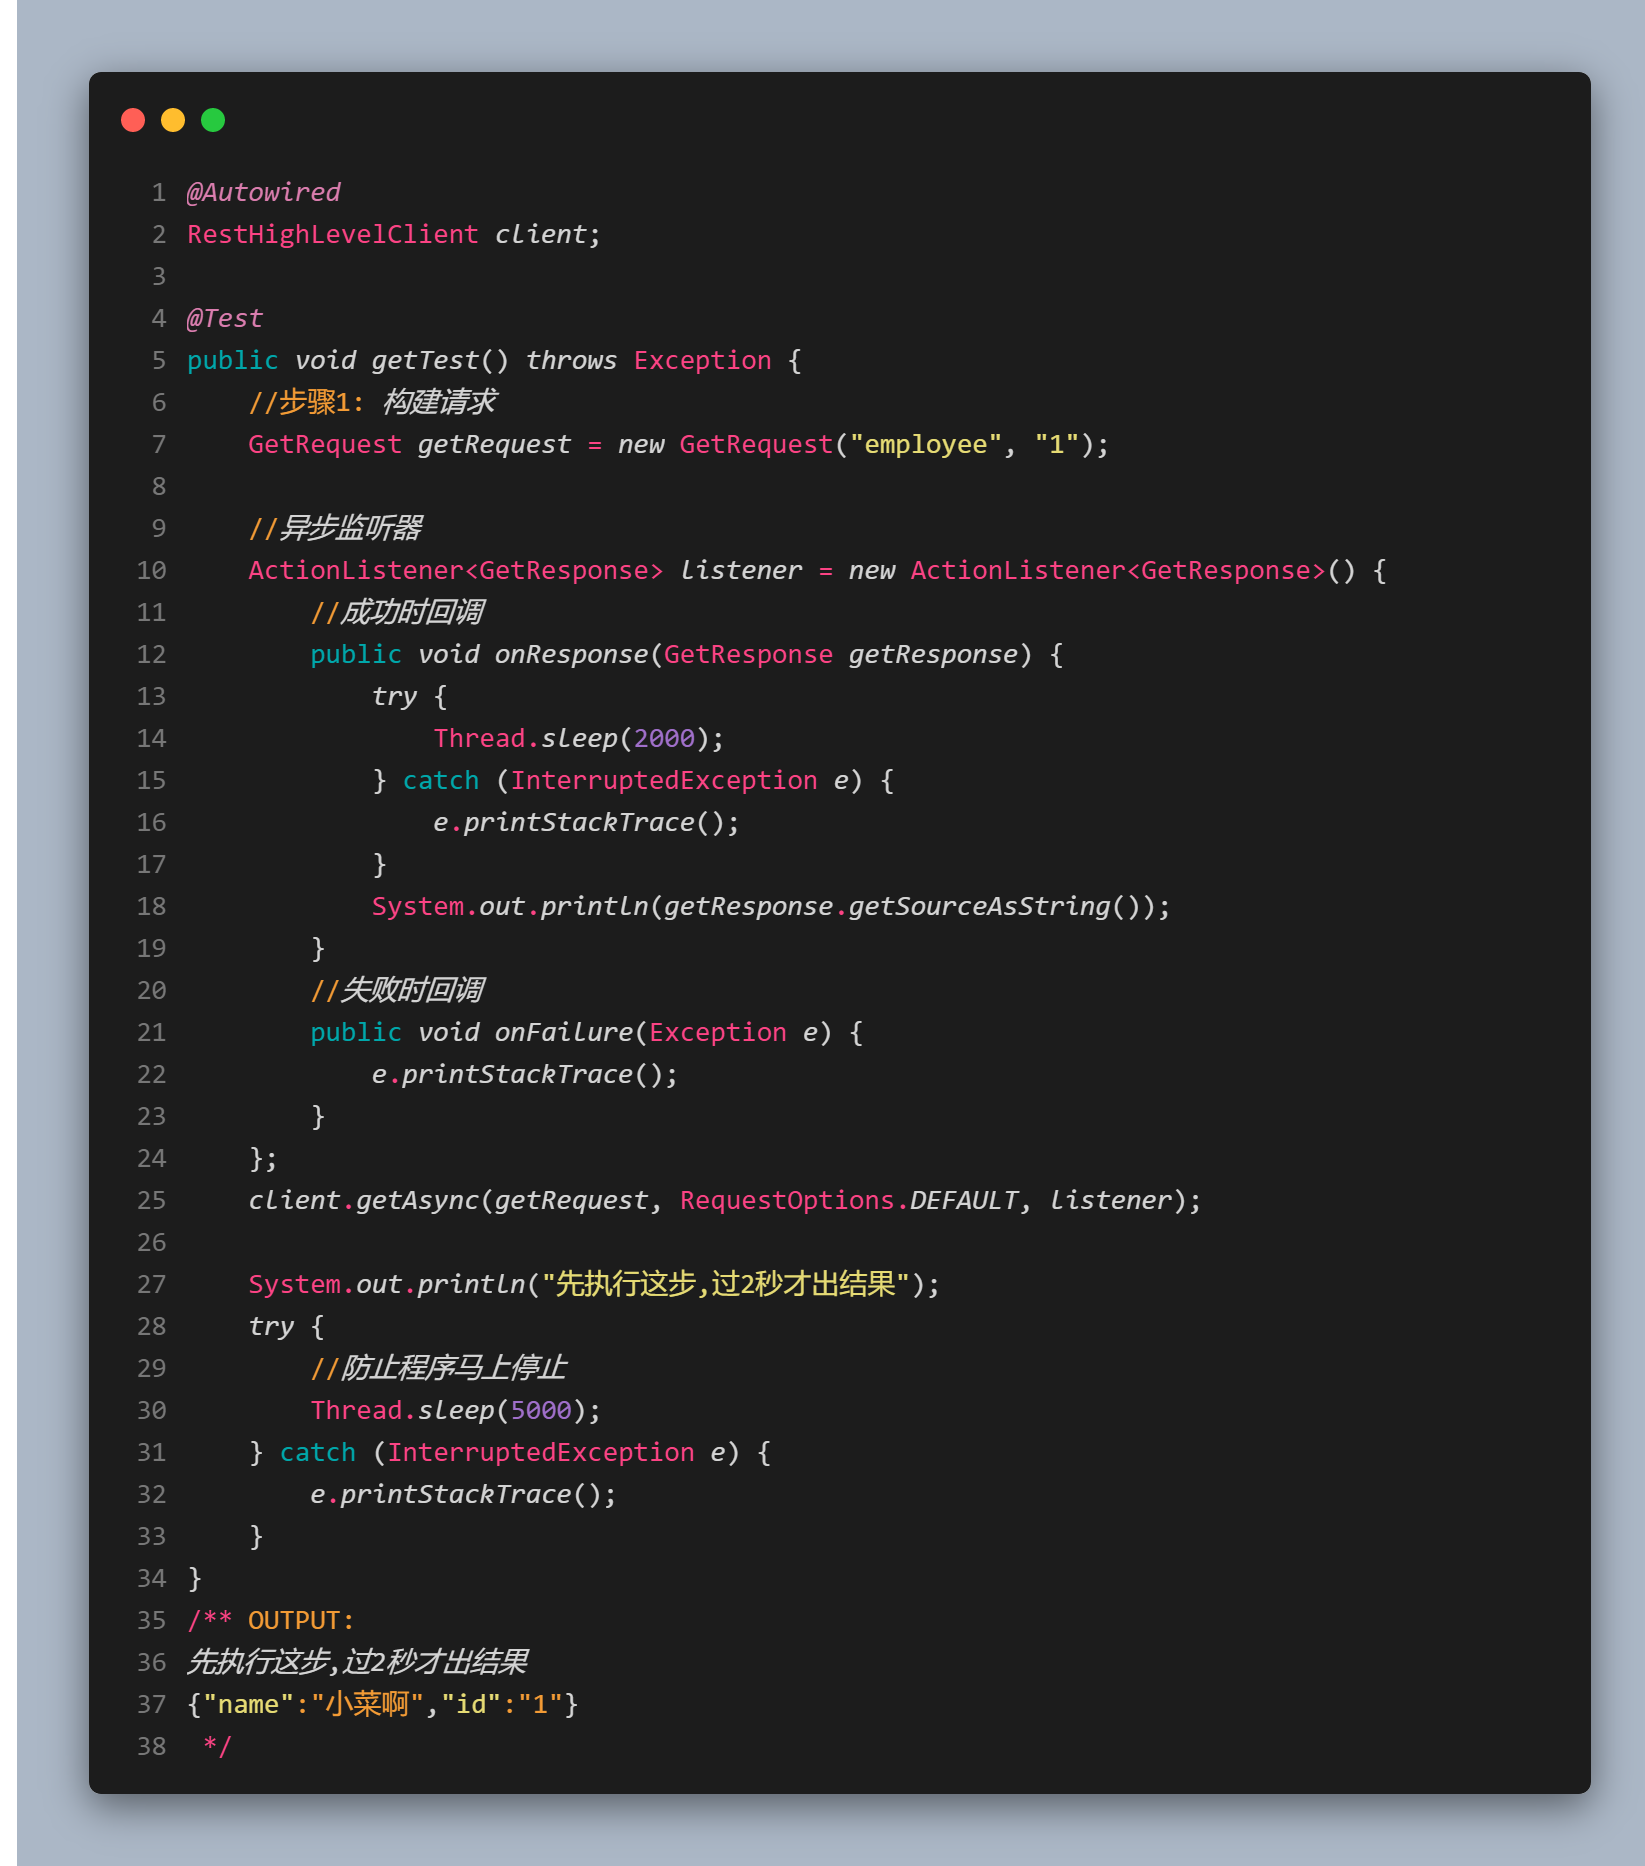 1 @Autowired
2 RestHighLevelClient client;
3
4 @Test
5 public void getTest() throws Exception {
6     //步骤1: 构建请求
7     GetRequest getRequest = new GetRequest("employee", "1");
8
9     //异步监听器
10     ActionListener<GetResponse> listener = new ActionListener<GetResponse>() {
11         //成功时回调
12         public void onResponse(GetResponse getResponse) {
13             try {
14                 Thread.sleep(2000);
15             } catch (InterruptedException e) {
16                 e.printStackTrace();
17             }
18             System.out.println(getResponse.getSourceAsString());
19         }
20         //失败时回调
21         public void onFailure(Exception e) {
22             e.printStackTrace();
23         }
24     };
25     client.getAsync(getRequest, RequestOptions.DEFAULT, listener);
26
27     System.out.println("先执行这步,过2秒才出结果");
28     try {
29         //防止程序马上停止
30         Thread.sleep(5000);
31     } catch (InterruptedException e) {
32         e.printStackTrace();
33     }
34 }
35 /** OUTPUT:
36 先执行这步,过2秒才出结果
37 {"name":"小菜啊","id":"1"}
38  */